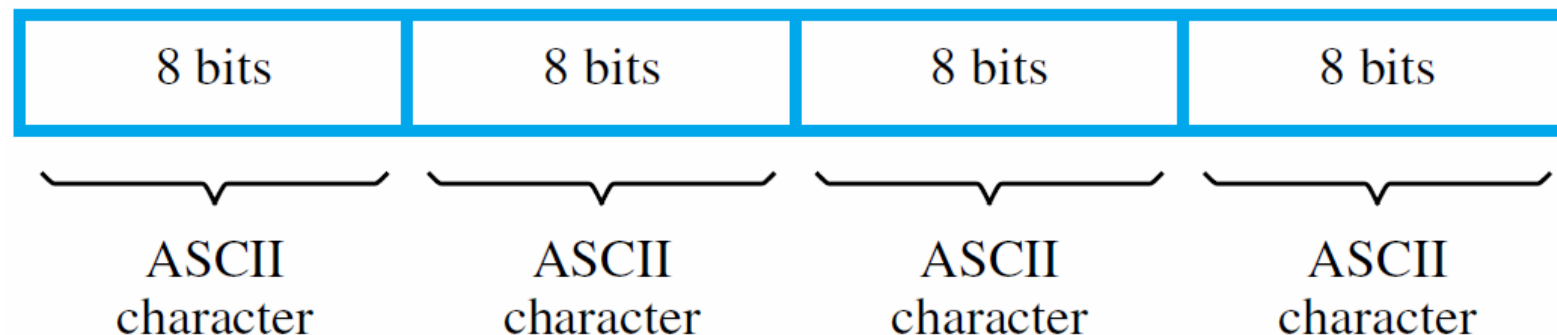 8 bits 8 bits 8 bits 8 bits
ASCII ASCII ASCII ASCII
character character character character